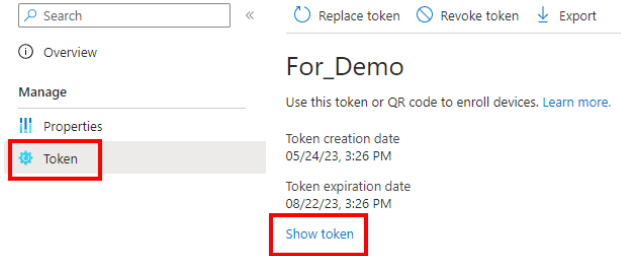 Search
«
Overview
Manage
Properties
Token
Replace token
Revoke token
Export
For_Demo
Use this token or QR code to enroll devices. Learn more.
Token creation date
05/24/23, 3:26 PM
Token expiration date
08/22/23, 3:26 PM
Show token